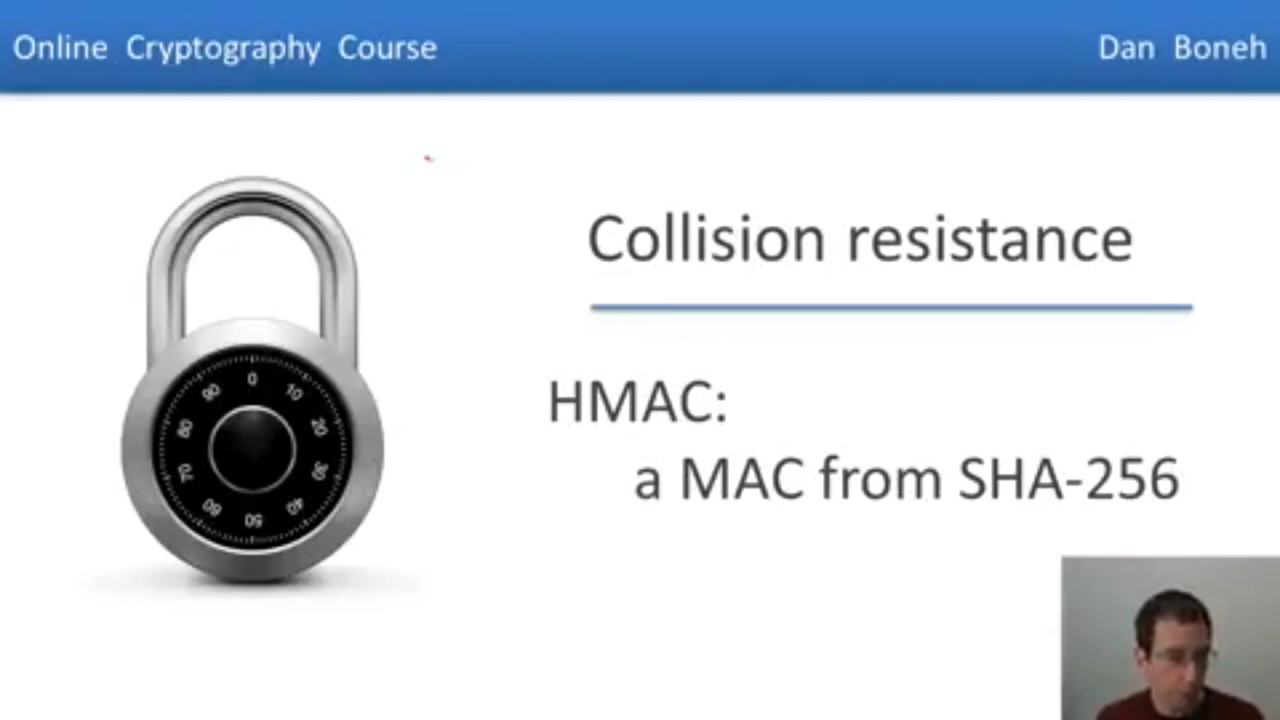 Online Cryptography Course
Dan Boneh
Collision resistance
HMAC:
a MAC from SHA-256
0
10
20
30
40
50
60
70
80
90